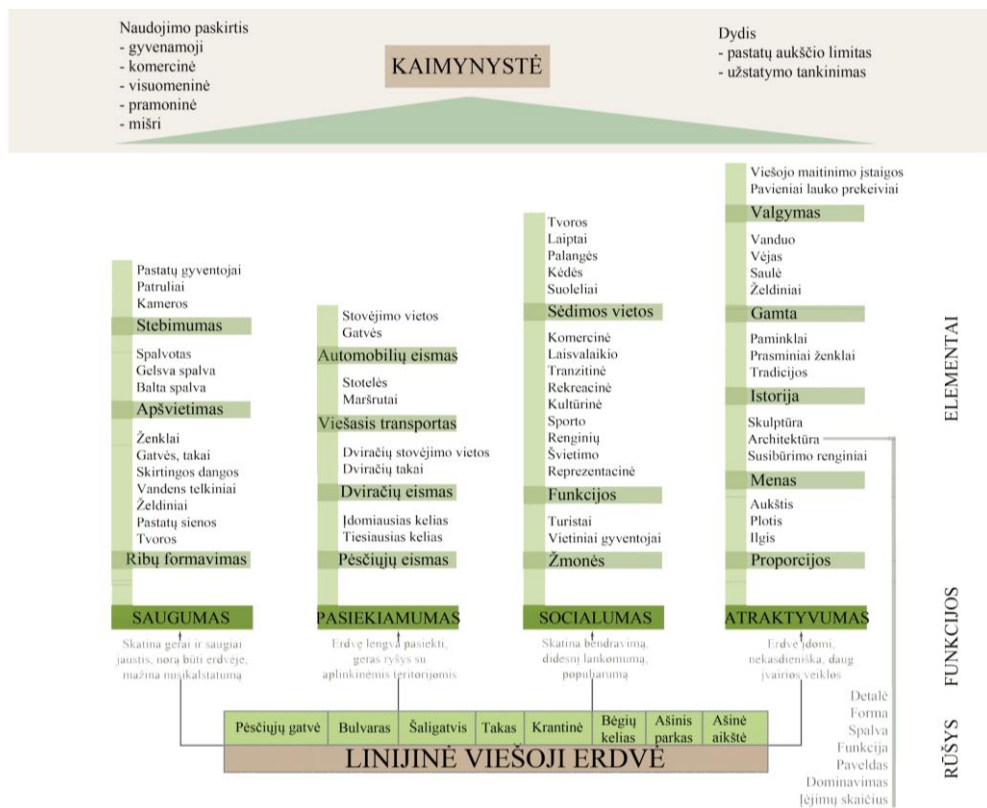 Naudojimo paskirtis
- gyvenamoji
- komercinė
- visuomeninė
- pramoninė
- mišri
KAIMYNYSTĖ
Dydis
- pastatų aukščio limitas
- užstatymo tankinimas
Pastatų gyventojai
Patruliai
Kameros
Stebimumas
Spalvotas
Gelsva spalva
Balta spalva
Apšvietimas
Ženklai
Gatvės, takai
Skirtingos dangos
Vandens telkiniai
Želdiniai
Pastatų sienos
Tvoros
Ribų formavimas
SAUGUMAS
Skatina gerai ir saugiai
jaustis, norą būti erdvėje,
mažina nusikalstatumą
Stovėjimo vietos
Gatvės
Automobilių eismas
Stotelės
Maršrutai
Viešasis transportas
Dviračių stovėjimo vietos
Dviračių takai
Dviračių eismas
Įdomiausias kelias
Tiesiausias kelias
Pėsčiųjų eismas
PASIEKIAMUMAS
Erdvę lengva pasiekti,
geras ryšys su
aplinkinėmis teritorijomis
Tvoros
Laiptai
Palangės
Kėdės
Suoleliai
Sėdimos vietos
Komercinė
Laisvalaikio
Tranzitinė
Rekreacinė
Kultūrinė
Sporto
Renginių
Švietimo
Reprezentacinė
Funkcijos
Turistai
Vietiniai gyventojai
Žmonės
SOCIALUMAS
Skatina bendravimą,
didesnį lankomumą,
populiarumą
Viešojo maitinimo įstaigos
Pavieniai lauko prekeiviai
Valgymas
Vanduo
Vėjas
Saulė
Želdiniai
Gamta
Paminklai
Prasminiai ženklai
Tradicijos
Istorija
Skulptūra
Architektūra
Susibūrimo renginiai
Menas
Aukštis
Plotis
Ilgis
Proporcijos
ATRAKTYVUMAS
Erdvė įdomi,
nekasdieniška, daug
įvairios veiklos
Detalė
Forma
Spalva
Funkcija
Paveldas
Dominavimas
Įėjimų skaičius
ELEMENTAI
FUNKCIJOS
RŪŠYS
Pėsčiųjų gatvė
Bulvaras
Šaligatvis
Takas
Krantinė
Bėgių
kelias
Ašinis
parkas
Ašinė
aikštė
LINIJINĖ VIEŠOJI ERDVĖ